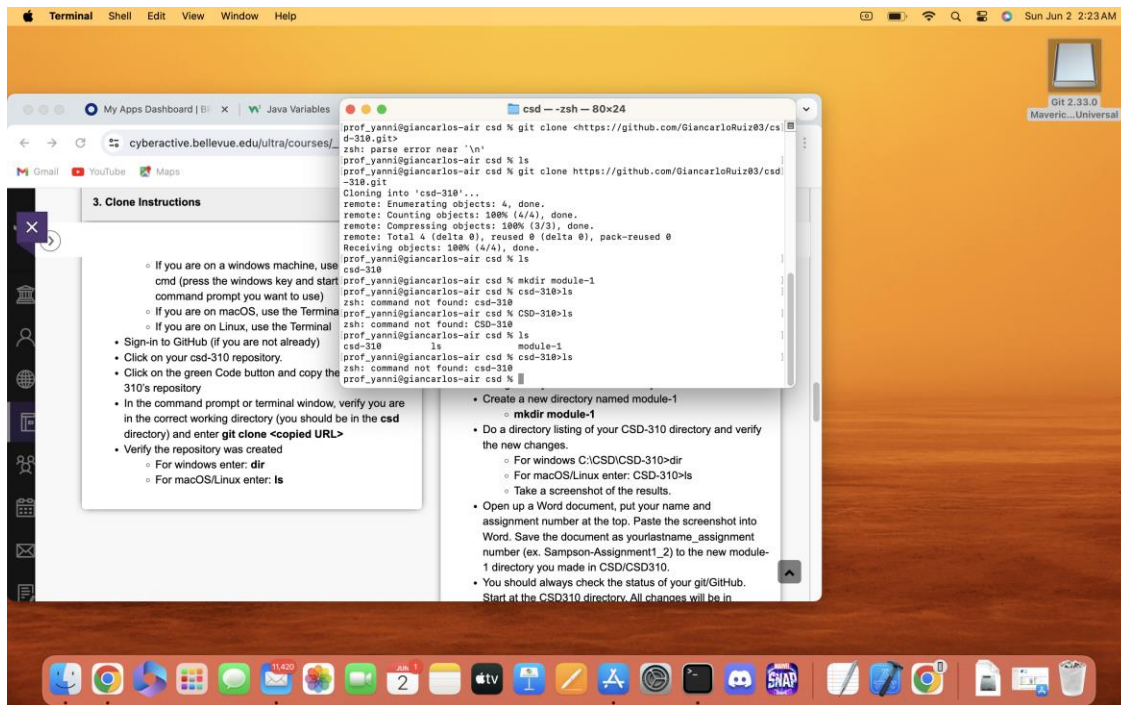 Terminal Shell Edit View Window Help
Sun Jun 2 2:23 AM
Git 2.33.0
Maveric...Universal
My Apps Dashboard | B
Java Variables
cyberactive.bellevue.edu/ultra/courses/_
Gmail YouTube Maps
3. Clone Instructions
If you are on a windows machine, use
cmd (press the windows key and start
command prompt you want to use)
If you are on macOS, use the Termina
If you are on Linux, use the Terminal
Sign-in to GitHub (if you are not already)
Click on your csd-310 repository.
Click on the green Code button and copy the
310's repository
In the command prompt or terminal window, verify you are
in the correct working directory (you should be in the csd
directory) and enter git clone <copied URL>
Verify the repository was created
For windows enter: dir
For macOS/Linux enter: ls
csd — -zsh — 80×24
prof_yanni@giancarlos-air csd % git clone <https://github.com/GiancarloRuiz03/cs
d-310.git>
zsh: parse error near `\n'
prof_yanni@giancarlos-air csd % ls
prof_yanni@giancarlos-air csd % git clone https://github.com/GiancarloRuiz03/csd
-310.git
Cloning into 'csd-310'...
remote: Enumerating objects: 4, done.
remote: Counting objects: 100% (4/4), done.
remote: Compressing objects: 100% (3/3), done.
remote: Total 4 (delta 0), reused 0 (delta 0), pack-reused 0
Receiving objects: 100% (4/4), done.
prof_yanni@giancarlos-air csd % ls
csd-310
prof_yanni@giancarlos-air csd % mkdir module-1
prof_yanni@giancarlos-air csd % csd-310>ls
zsh: command not found: csd-310
prof_yanni@giancarlos-air csd % CSD-310>ls
zsh: command not found: CSD-310
prof_yanni@giancarlos-air csd % ls
csd-310 ls module-1
prof_yanni@giancarlos-air csd % csd-310>ls
zsh: command not found: csd-310
prof_yanni@giancarlos-air csd %
Create a new directory named module-1
mkdir module-1
Do a directory listing of your CSD-310 directory and verify
the new changes.
For windows C:\CSD\CSD-310>dir
For macOS/Linux enter: CSD-310>ls
Take a screenshot of the results.
Open up a Word document, put your name and
assignment number at the top. Paste the screenshot into
Word. Save the document as yourlastname_assignment
number (ex. Sampson-Assignment1_2) to the new module-
1 directory you made in CSD/CSD310.
You should always check the status of your git/GitHub.
Start at the CSD310 directory. All changes will be in
11,420
JUN 1
2
tv
SNAP